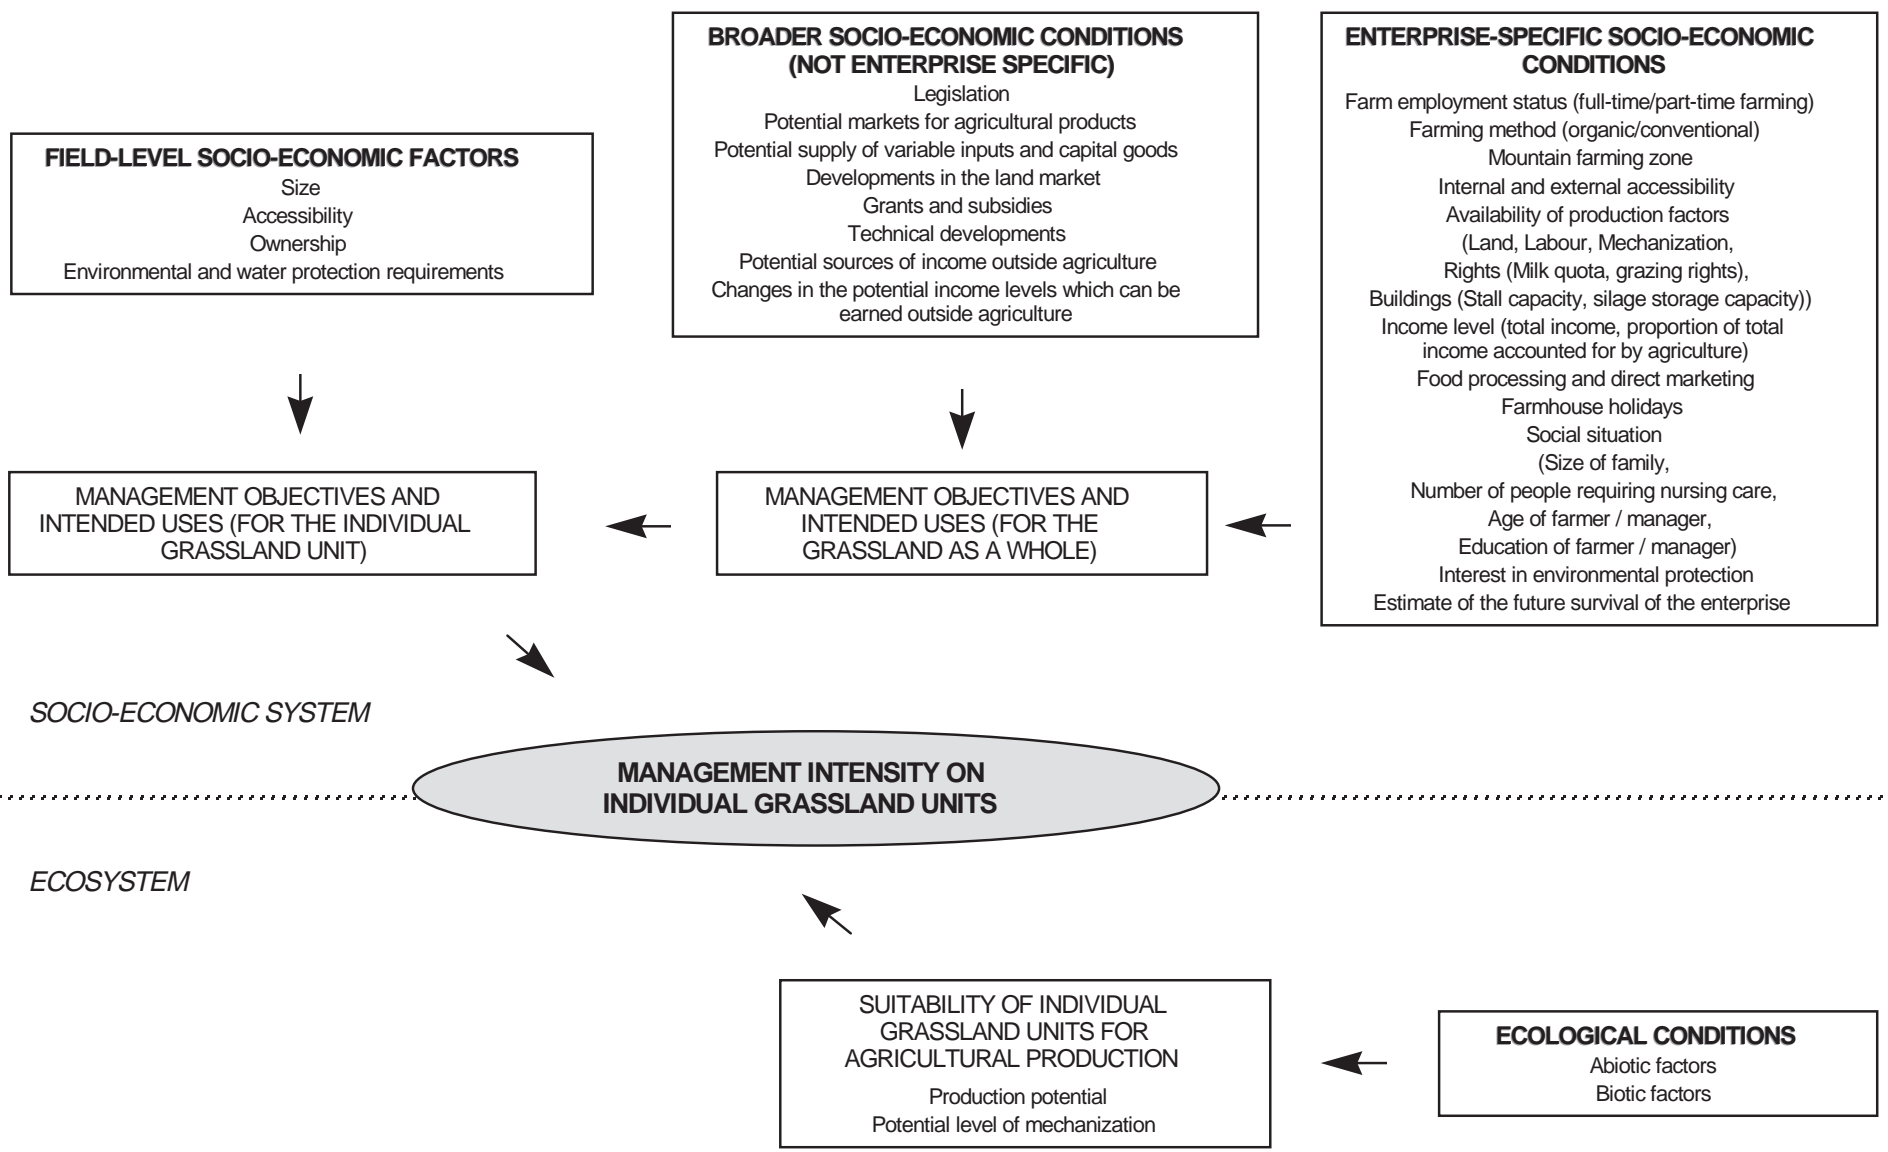 FIELD-LEVEL SOCIO-ECONOMIC FACTORS
Size
Accessibility
Ownership
Environmental and water protection requirements
BROADER SOCIO-ECONOMIC CONDITIONS
(NOT ENTERPRISE SPECIFIC)
Legislation
Potential markets for agricultural products
Potential supply of variable inputs and capital goods
Developments in the land market
Grants and subsidies
Technical developments
Potential sources of income outside agriculture
Changes in the potential income levels which can be
earned outside agriculture
ENTERPRISE-SPECIFIC SOCIO-ECONOMIC
CONDITIONS
Farm employment status (full-time/part-time farming)
Farming method (organic/conventional)
Mountain farming zone
Internal and external accessibility
Availability of production factors
(Land, Labour, Mechanization,
Rights (Milk quota, grazing rights),
Buildings (Stall capacity, silage storage capacity))
Income level (total income, proportion of total
income accounted for by agriculture)
Food processing and direct marketing
Farmhouse holidays
Social situation
(Size of family,
Number of people requiring nursing care,
Age of farmer / manager,
Education of farmer / manager)
Interest in environmental protection
Estimate of the future survival of the enterprise
MANAGEMENT OBJECTIVES AND
INTENDED USES (FOR THE INDIVIDUAL
GRASSLAND UNIT)
MANAGEMENT OBJECTIVES AND
INTENDED USES (FOR THE
GRASSLAND AS A WHOLE)
SOCIO-ECONOMIC SYSTEM
MANAGEMENT INTENSITY ON
INDIVIDUAL GRASSLAND UNITS
ECOSYSTEM
SUITABILITY OF INDIVIDUAL
GRASSLAND UNITS FOR
AGRICULTURAL PRODUCTION
Production potential
Potential level of mechanization
ECOLOGICAL CONDITIONS
Abiotic factors
Biotic factors